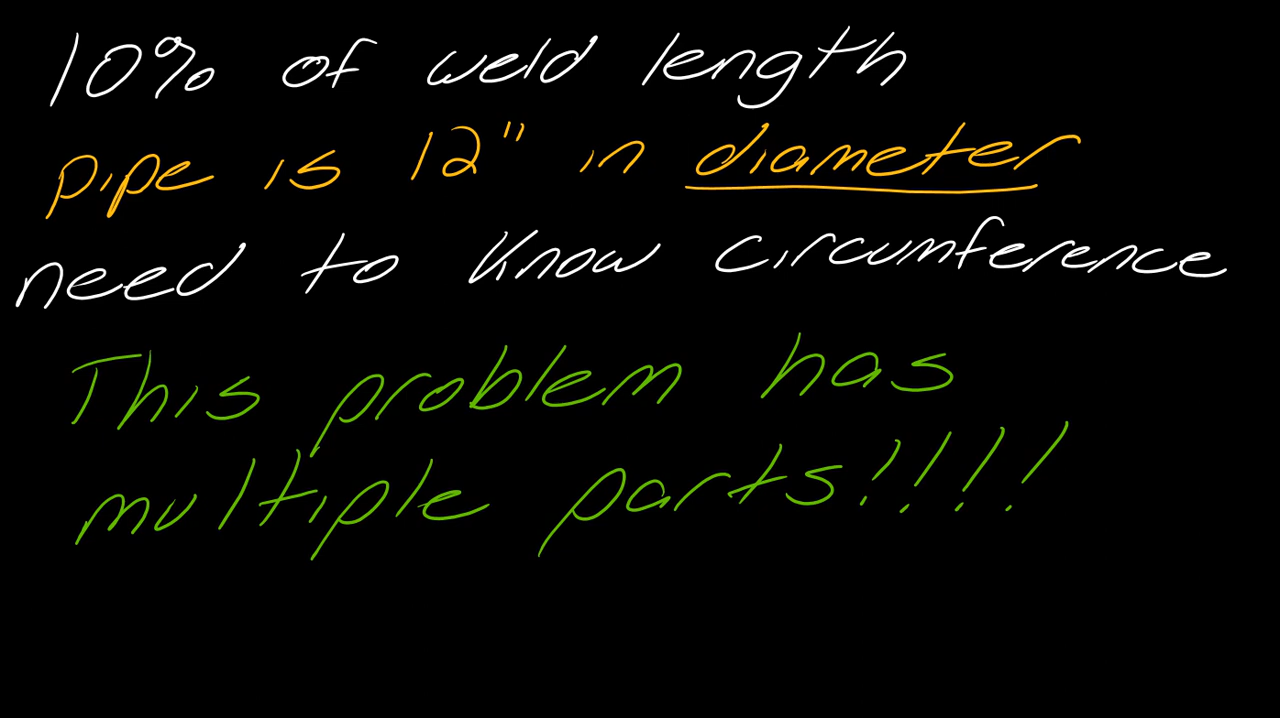 10% of weld length
pipe is 12" in diameter
need to know circumference
This problem has
multiple parts!!!!